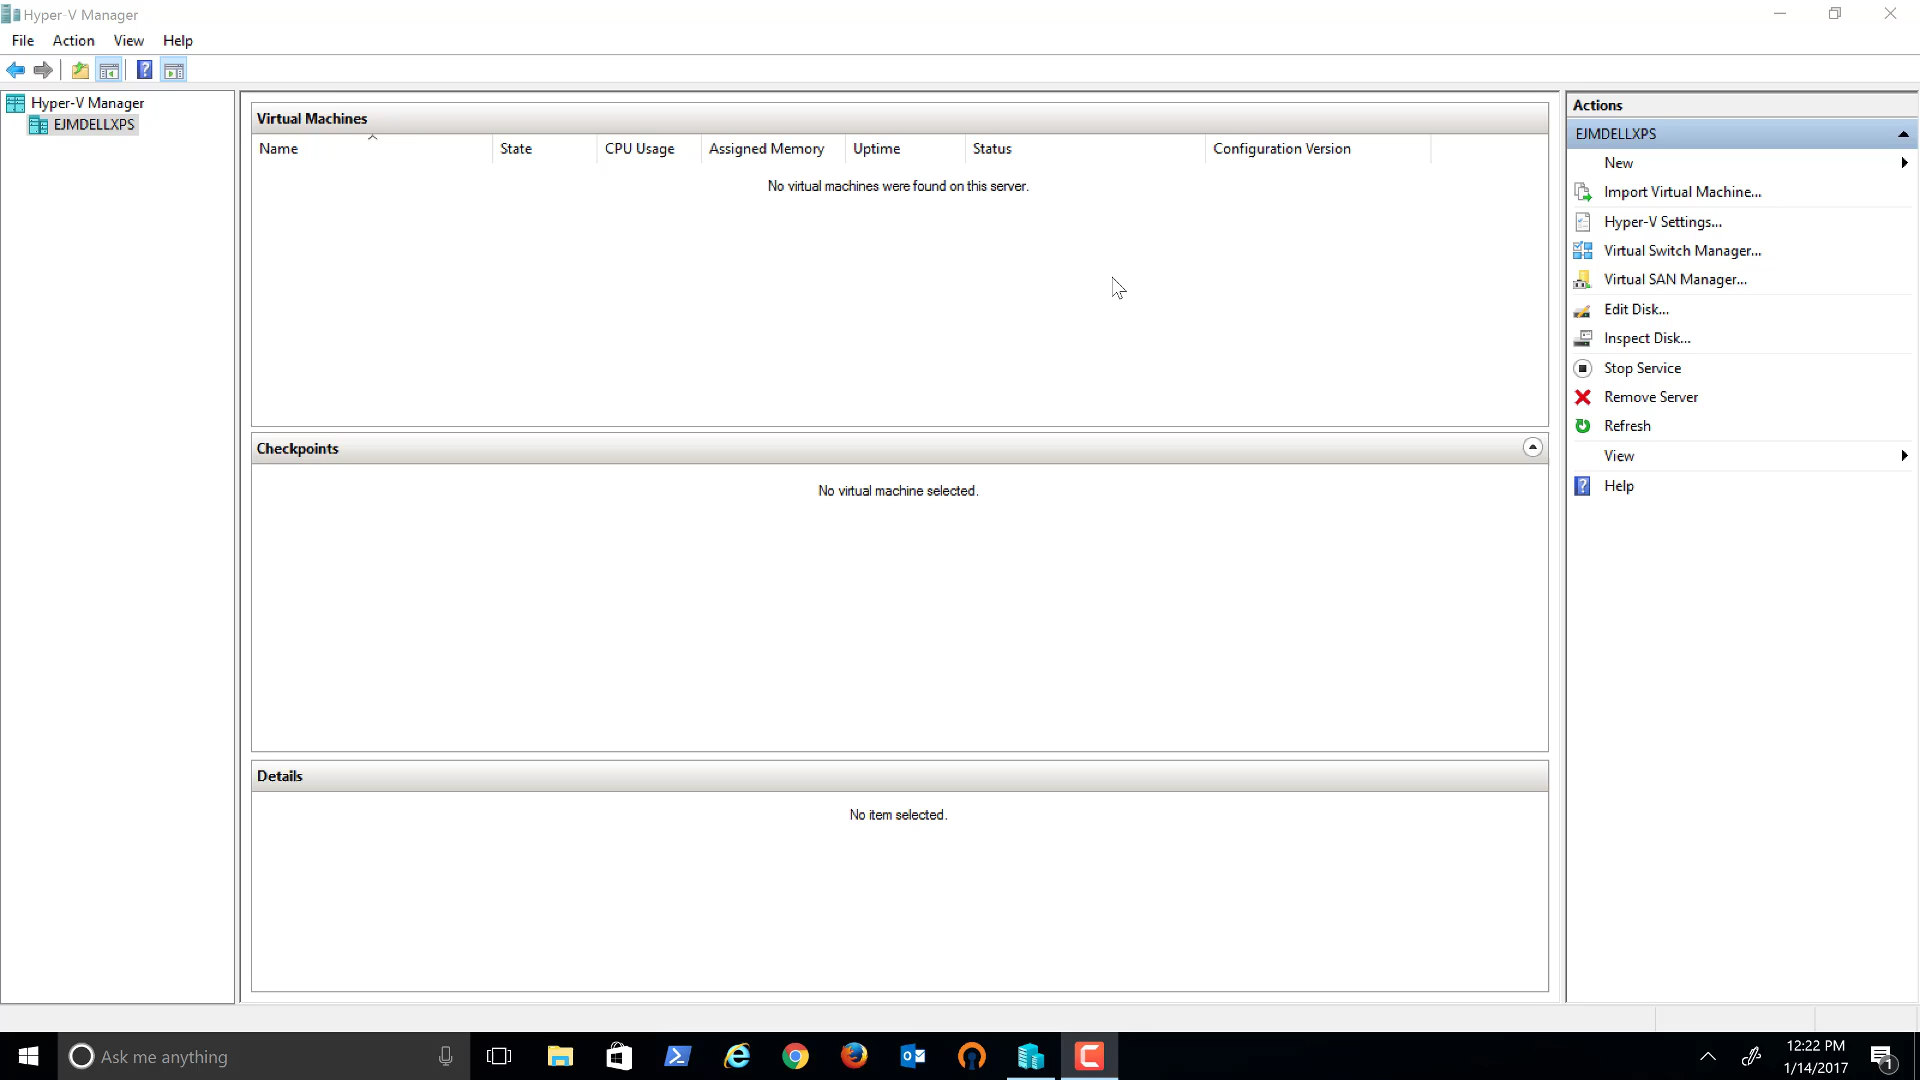 Hyper-V Manager
File Action View Help
Hyper-V Manager
EJMDELLXPS
Virtual Machines
Name State CPU Usage Assigned Memory Uptime Status Configuration Version
No virtual machines were found on this server.
Checkpoints
No virtual machine selected.
Details
No item selected.
Actions
EJMDELLXPS
New
Import Virtual Machine...
Hyper-V Settings...
Virtual Switch Manager...
Virtual SAN Manager...
Edit Disk...
Inspect Disk...
Stop Service
Remove Server
Refresh
View
Help
Ask me anything
12:22 PM
1/14/2017
1